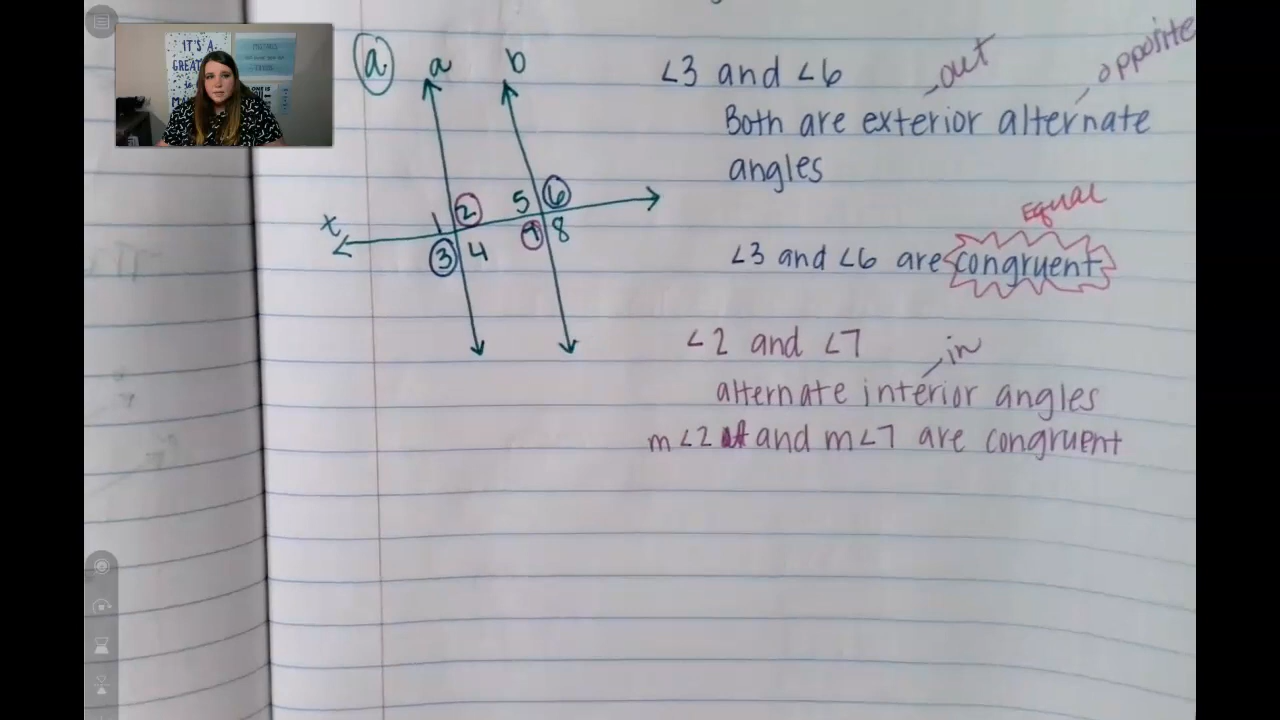 IT'S A
GREAT
a a b
∠3 and ∠6
out
opposite
Both are exterior alternate
angles
1 2 5 6
t
3 4 7 8
Equal
∠3 and ∠6 are congruent
∠2 and ∠7
in
alternate interior angles
m∠2 and m∠7 are congruent